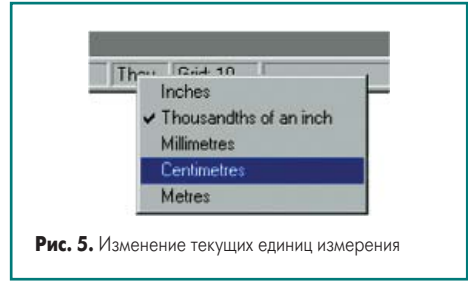 Thou Grid: 10
Inches
✓ Thousandths of an inch
Millimetres
Centimetres
Metres
Рис. 5. Изменение текущих единиц измерения